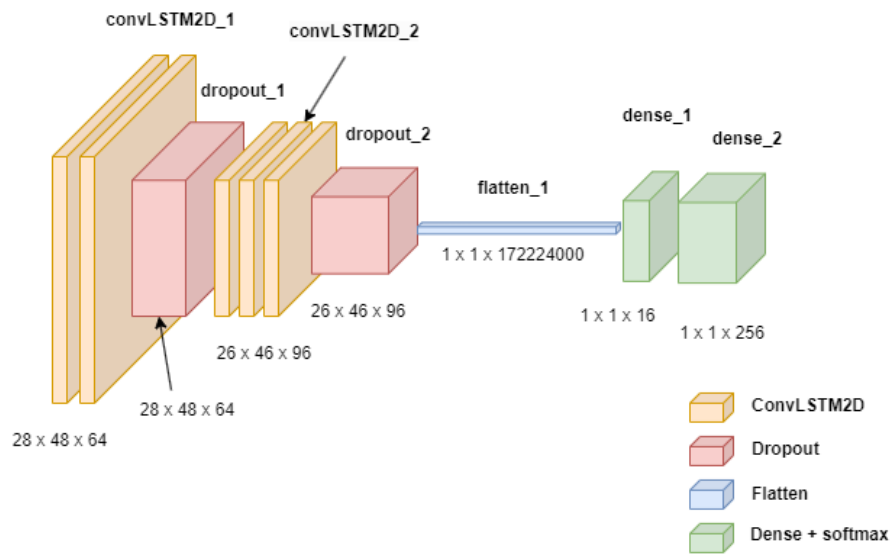 convLSTM2D_1
convLSTM2D_2
dropout_1
dropout_2
dense_1
dense_2
flatten_1
1 x 1 x 172224000
26 x 46 x 96
1 x 1 x 16
1 x 1 x 256
26 x 46 x 96
28 x 48 x 64
28 x 48 x 64
ConvLSTM2D
Dropout
Flatten
Dense + softmax